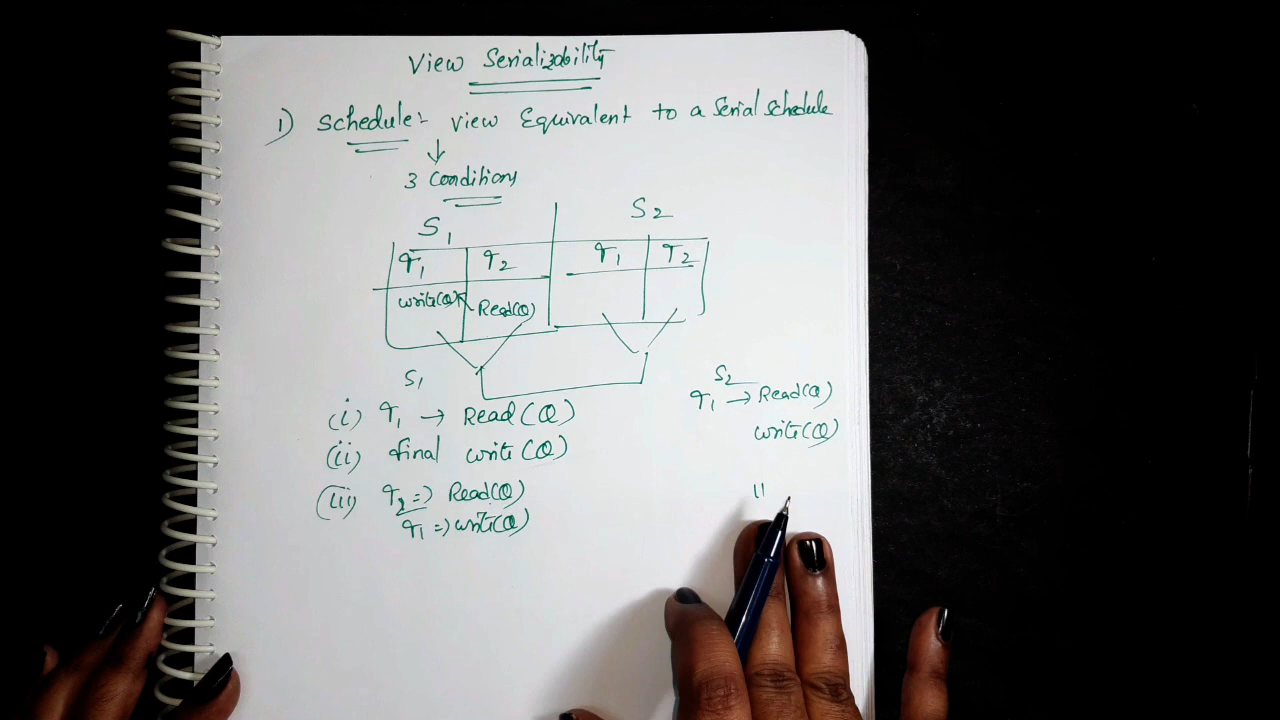 View Serializability
1) Schedule:- view Equivalent to a Serial Schedule
↓
3 Conditions
S1 S2
T1 T2 T1 T2
write(Q) Read(Q)
S1 S2
(i) T1 → Read(Q) T1 → Read(Q)
(ii) final write(Q) write(Q)
(iii) T2 => Read(Q) "
T1 => write(Q)